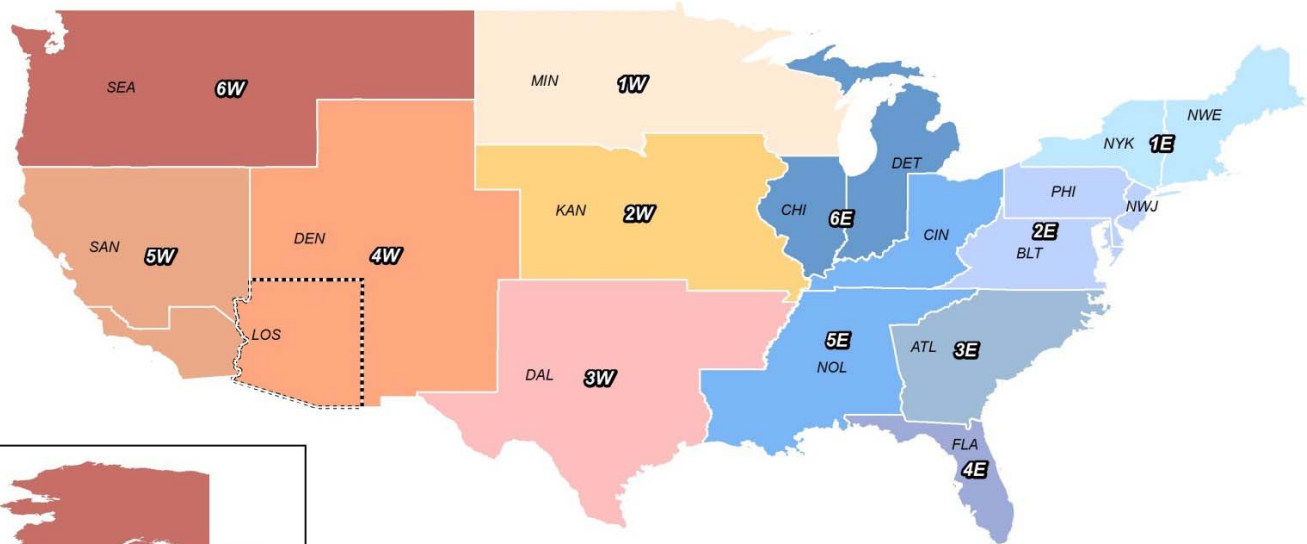 SEA 6W
MIN 1W
NWE
NYK 1E
DET
PHI
NWJ
KAN 2W
CHI 6E
CIN
2E
BLT
SAN 5W
DEN 4W
LOS
5E
NOL
ATL 3E
DAL 3W
FLA
4E